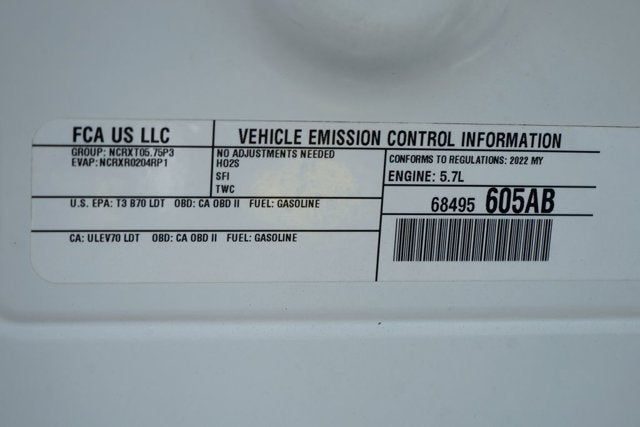 FCA US LLC
GROUP: NCRXT05.75P3
EVAP: NCRXR0204RP1
VEHICLE EMISSION CONTROL INFORMATION
NO ADJUSTMENTS NEEDED
HO2S
SFI
TWC
CONFORMS TO REGULATIONS: 2022 MY
ENGINE: 5.7L
U.S. EPA: T3 B70 LDT OBD: CA OBD II FUEL: GASOLINE
68495 605AB
CA: ULEV70 LDT OBD: CA OBD II FUEL: GASOLINE